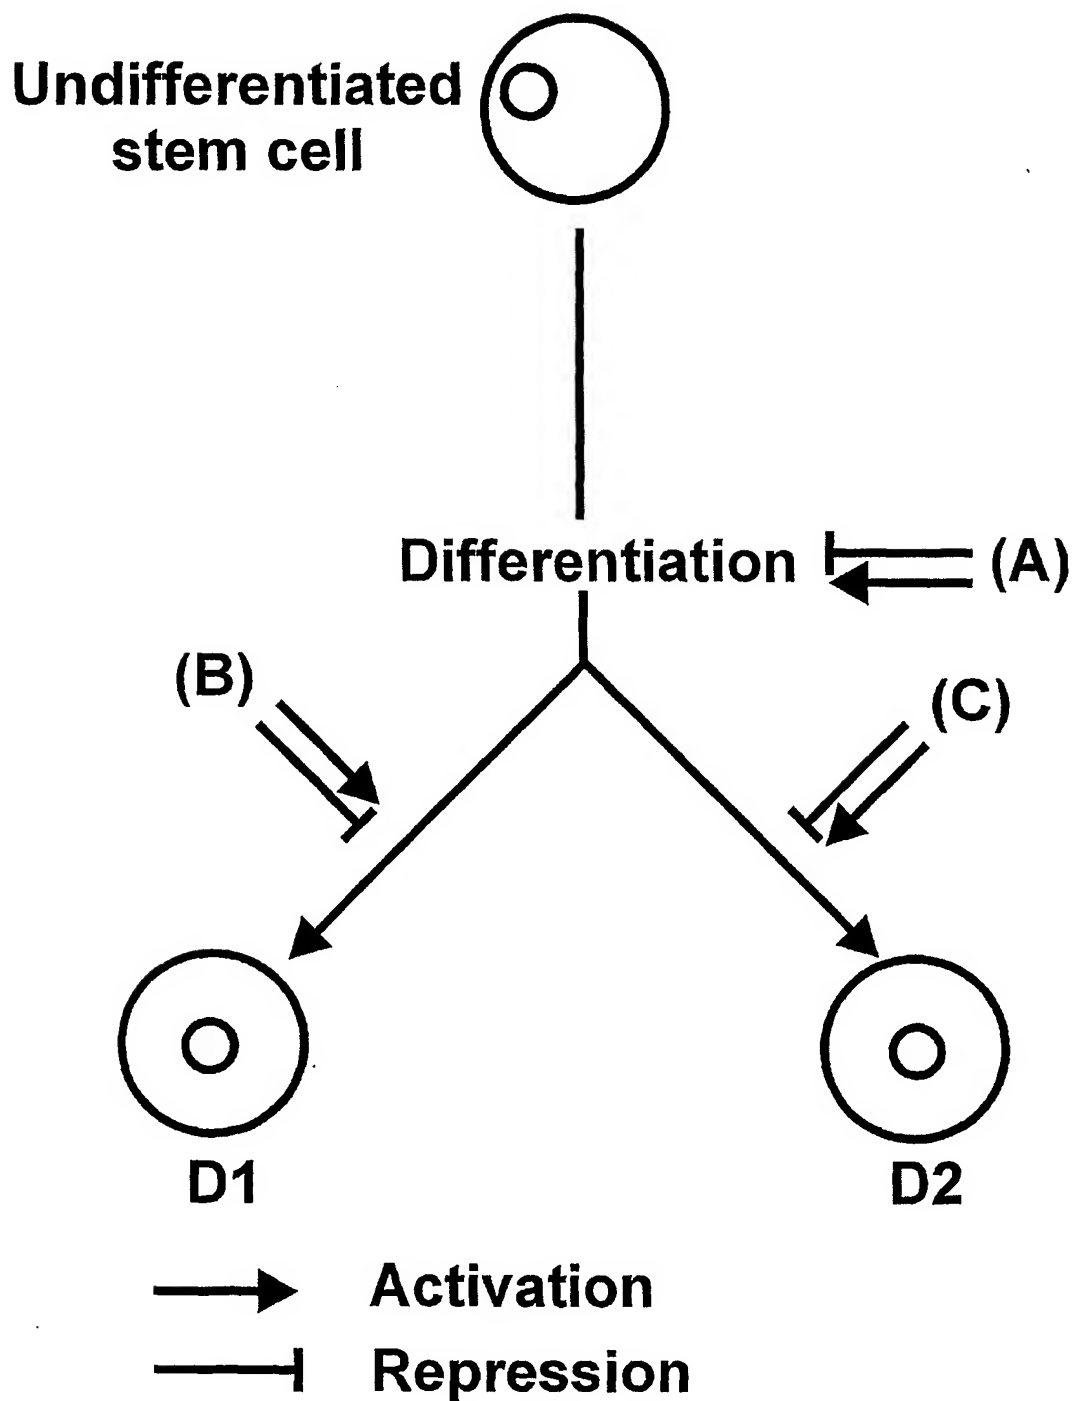 Undifferentiated
stem cell
Differentiation
(A)
(B)
(C)
D1
D2
Activation
Repression